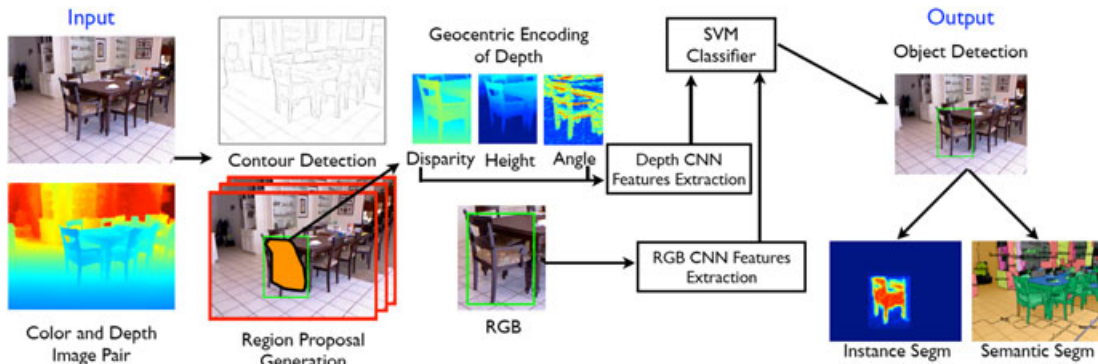 Input
Color and Depth
Image Pair
Contour Detection
Region Proposal
Generation
Geocentric Encoding
of Depth
Disparity
Height
Angle
RGB
Depth CNN
Features Extraction
RGB CNN Features
Extraction
SVM
Classifier
Output
Object Detection
Instance Segm
Semantic Segm